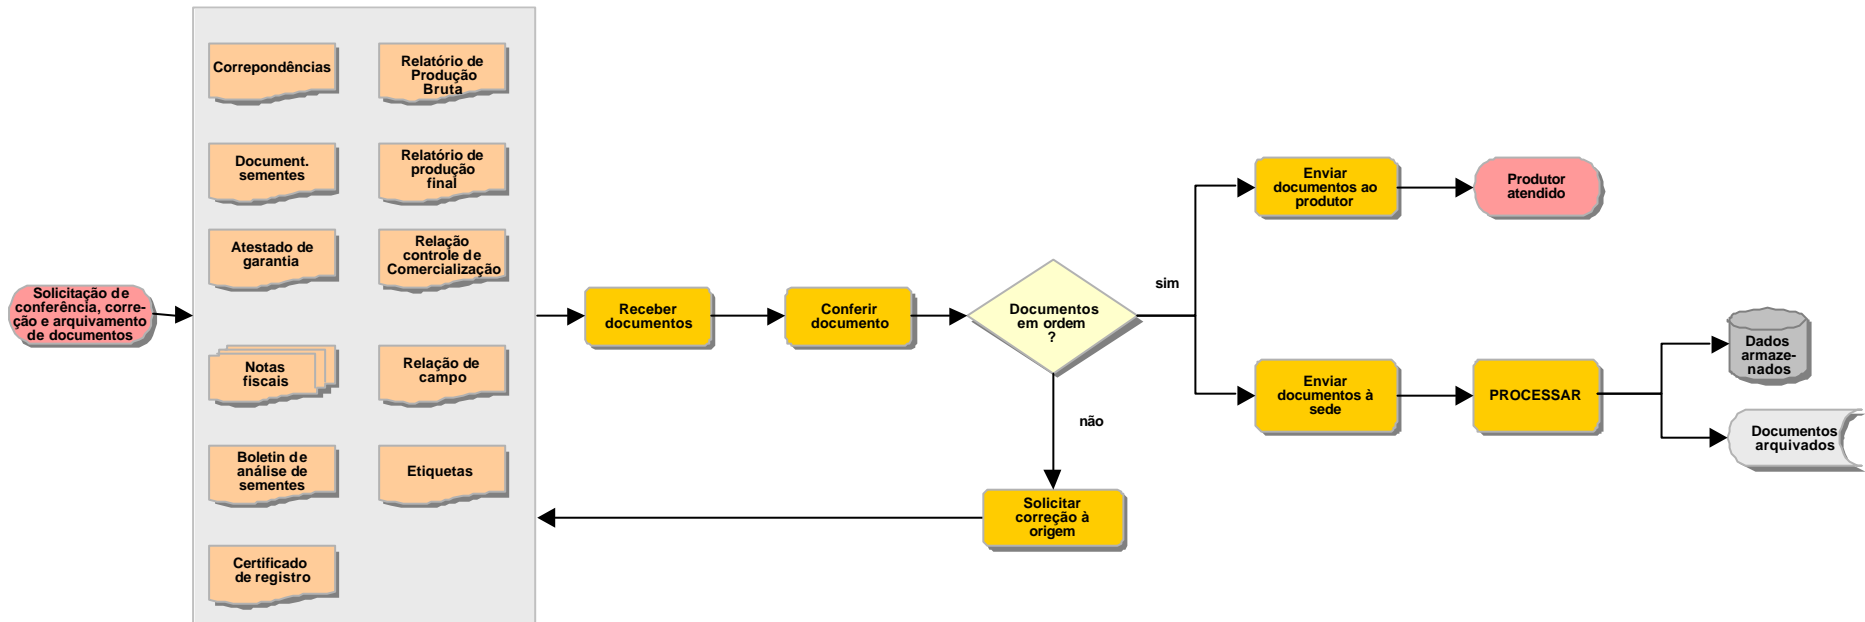 Solicitação de
conferência, corre-
ção e arquivamento
de documentos
Correpondências
Relatório de
Produção
Bruta
Document.
sementes
Relatório de
produção
final
Atestado de
garantia
Relação
controle de
Comercialização
Notas
fiscais
Relação de
campo
Boletin de
análise de
sementes
Etiquetas
Certificado
de registro
Receber
documentos
Conferir
documento
Documentos
em ordem
?
sim
não
Solicitar
correção à
origem
Enviar
documentos ao
produtor
Produtor
atendido
Enviar
documentos à
sede
PROCESSAR
Dados
armaze-
nados
Documentos
arquivados